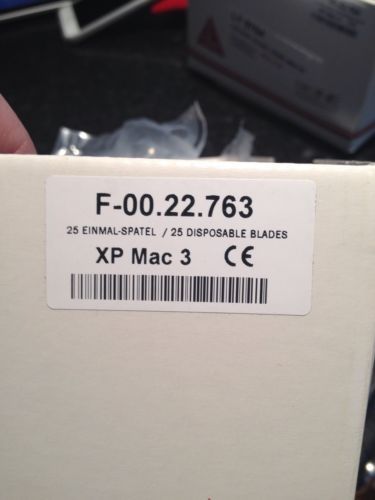 F-00.22.763
25 EINMAL-SPATEL / 25 DISPOSABLE BLADES
XP Mac 3 CE